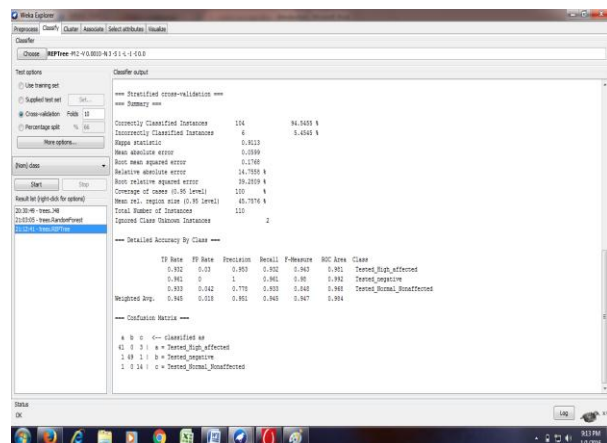 Weka Explorer
Preprocess Classify Cluster Associate Select attributes Visualize
Classifier
Choose REPTree -M 2 -V 0.0010 -N 3 -S 1 -L -1 -I 0.0
Test options
Use training set
Supplied test set Set...
Cross-validation Folds 10
Percentage split % 66
More options...
(Nom) class
Start Stop
Result list (right-click for options)
20:30:46 - trees.J48
21:03:05 - trees.RandomForest
21:12:41 - trees.REPTree
Classifier output
=== Stratified cross-validation ===
=== Summary ===
Correctly Classified Instances 104 94.5455 %
Incorrectly Classified Instances 6 5.4545 %
Kappa statistic 0.9113
Mean absolute error 0.0599
Root mean squared error 0.1768
Relative absolute error 14.7558 %
Root relative squared error 39.2809 %
Coverage of cases (0.95 level) 100 %
Mean rel. region size (0.95 level) 45.7576 %
Total Number of Instances 110
Ignored Class Unknown Instances 2
=== Detailed Accuracy By Class ===
TP Rate FP Rate Precision Recall F-Measure ROC Area Class
0.932 0.03 0.953 0.932 0.943 0.981 Tested_High_affected
0.961 0 1 0.961 0.98 0.992 Tested_negative
0.933 0.042 0.778 0.933 0.848 0.968 Tested_Normal_Nonaffected
Weighted Avg. 0.945 0.018 0.951 0.945 0.947 0.984
=== Confusion Matrix ===
a b c <-- classified as
41 0 3 | a = Tested_High_affected
1 49 1 | b = Tested_negative
1 0 14 | c = Tested_Normal_Nonaffected
Status
OK
Log
x 0
9:13 PM